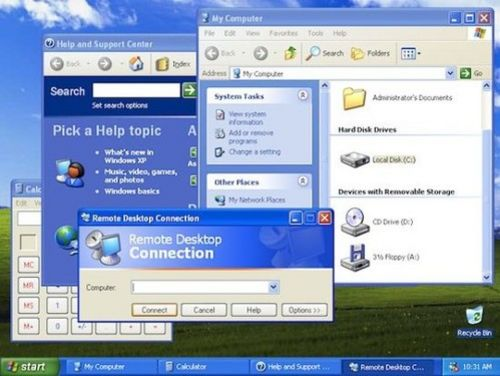 My Computer
File Edit View Favorites Tools Help
Back Search Folders
Address My Computer Go
System Tasks
View system
information
Add or remove
programs
Change a setting
Other Places
My Network Places
Administrator's Documents
Hard Disk Drives
Local Disk (C:)
Devices with Removable Storage
CD Drive (D:)
3½ Floppy (A:)
Help and Support Center
Back Index
Search
Set search options
Pick a Help topic
What's new in
Windows XP
Music, video, games,
and photos
Windows basics
Edit
MC
MR
MS
M+
0 +/- . +
Remote Desktop Connection
Remote Desktop
Connection
Computer:
Connect Cancel Help Options >>
Recycle Bin
start My Computer Calculator Help and Support ... Remote Desktop C... 10:31 AM